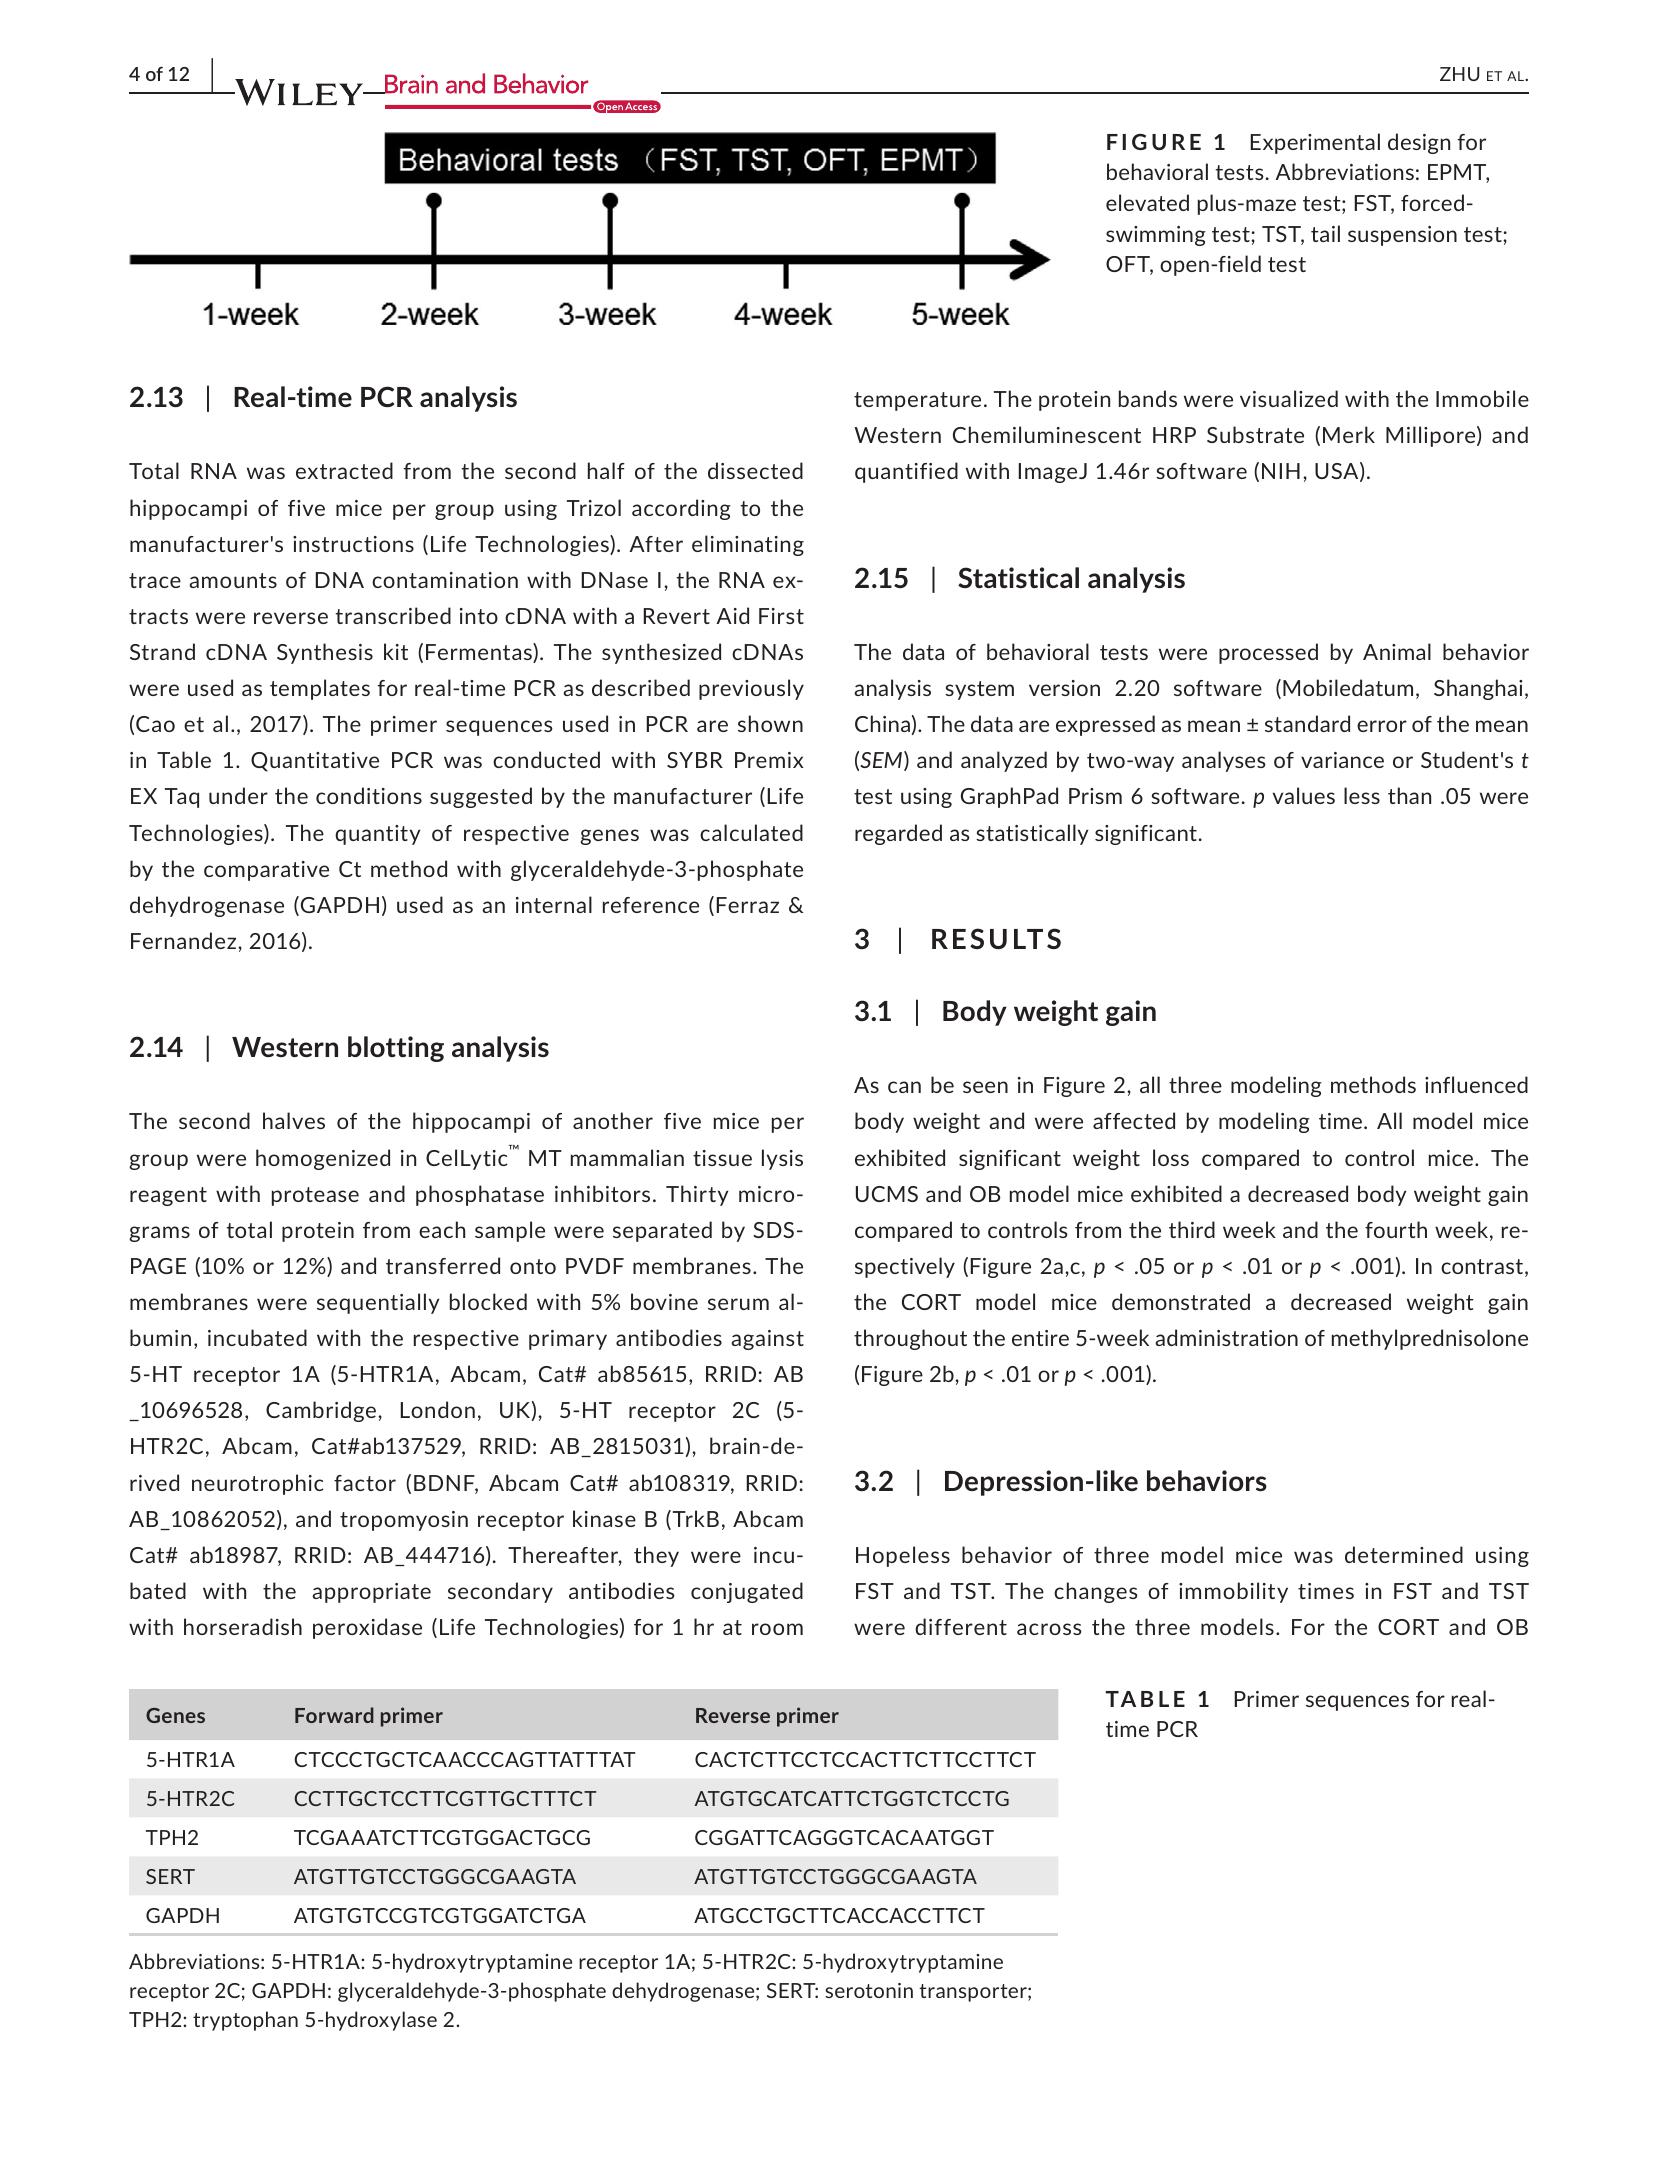 4 of 12
WILEY
Brain and Behavior
Open Access
ZHU ET AL.
Behavioral tests （FST, TST, OFT, EPMT）
1-week 2-week 3-week 4-week 5-week
FIGURE 1 Experimental design for
behavioral tests. Abbreviations: EPMT,
elevated plus-maze test; FST, forced-
swimming test; TST, tail suspension test;
OFT, open-field test
2.13 | Real-time PCR analysis
Total RNA was extracted from the second half of the dissected
hippocampi of five mice per group using Trizol according to the
manufacturer's instructions (Life Technologies). After eliminating
trace amounts of DNA contamination with DNase I, the RNA ex-
tracts were reverse transcribed into cDNA with a Revert Aid First
Strand cDNA Synthesis kit (Fermentas). The synthesized cDNAs
were used as templates for real-time PCR as described previously
(Cao et al., 2017). The primer sequences used in PCR are shown
in Table 1. Quantitative PCR was conducted with SYBR Premix
EX Taq under the conditions suggested by the manufacturer (Life
Technologies). The quantity of respective genes was calculated
by the comparative Ct method with glyceraldehyde-3-phosphate
dehydrogenase (GAPDH) used as an internal reference (Ferraz &
Fernandez, 2016).
2.14 | Western blotting analysis
The second halves of the hippocampi of another five mice per
group were homogenized in CelLytic™ MT mammalian tissue lysis
reagent with protease and phosphatase inhibitors. Thirty micro-
grams of total protein from each sample were separated by SDS-
PAGE (10% or 12%) and transferred onto PVDF membranes. The
membranes were sequentially blocked with 5% bovine serum al-
bumin, incubated with the respective primary antibodies against
5-HT receptor 1A (5-HTR1A, Abcam, Cat# ab85615, RRID: AB
_10696528, Cambridge, London, UK), 5-HT receptor 2C (5-
HTR2C, Abcam, Cat#ab137529, RRID: AB_2815031), brain-de-
rived neurotrophic factor (BDNF, Abcam Cat# ab108319, RRID:
AB_10862052), and tropomyosin receptor kinase B (TrkB, Abcam
Cat# ab18987, RRID: AB_444716). Thereafter, they were incu-
bated with the appropriate secondary antibodies conjugated
with horseradish peroxidase (Life Technologies) for 1 hr at room
temperature. The protein bands were visualized with the Immobile
Western Chemiluminescent HRP Substrate (Merk Millipore) and
quantified with ImageJ 1.46r software (NIH, USA).
2.15 | Statistical analysis
The data of behavioral tests were processed by Animal behavior
analysis system version 2.20 software (Mobiledatum, Shanghai,
China). The data are expressed as mean ± standard error of the mean
(SEM) and analyzed by two-way analyses of variance or Student's t
test using GraphPad Prism 6 software. p values less than .05 were
regarded as statistically significant.
3 | RESULTS
3.1 | Body weight gain
As can be seen in Figure 2, all three modeling methods influenced
body weight and were affected by modeling time. All model mice
exhibited significant weight loss compared to control mice. The
UCMS and OB model mice exhibited a decreased body weight gain
compared to controls from the third week and the fourth week, re-
spectively (Figure 2a,c, p < .05 or p < .01 or p < .001). In contrast,
the CORT model mice demonstrated a decreased weight gain
throughout the entire 5-week administration of methylprednisolone
(Figure 2b, p < .01 or p < .001).
3.2 | Depression-like behaviors
Hopeless behavior of three model mice was determined using
FST and TST. The changes of immobility times in FST and TST
were different across the three models. For the CORT and OB
TABLE 1 Primer sequences for real-
time PCR
Genes Forward primer Reverse primer
5-HTR1A CTCCCTGCTCAACCCAGTTATTTAT CACTCTTCCTCCACTTCTTCCTTCT
5-HTR2C CCTTGCTCCTTCGTTGCTTTCT ATGTGCATCATTCTGGTCTCCTG
TPH2 TCGAAATCTTCGTGGACTGCG CGGATTCAGGGTCACAATGGT
SERT ATGTTGTCCTGGGCGAAGTA ATGTTGTCCTGGGCGAAGTA
GAPDH ATGTGTCCGTCGTGGATCTGA ATGCCTGCTTCACCACCTTCT
Abbreviations: 5-HTR1A: 5-hydroxytryptamine receptor 1A; 5-HTR2C: 5-hydroxytryptamine
receptor 2C; GAPDH: glyceraldehyde-3-phosphate dehydrogenase; SERT: serotonin transporter;
TPH2: tryptophan 5-hydroxylase 2.